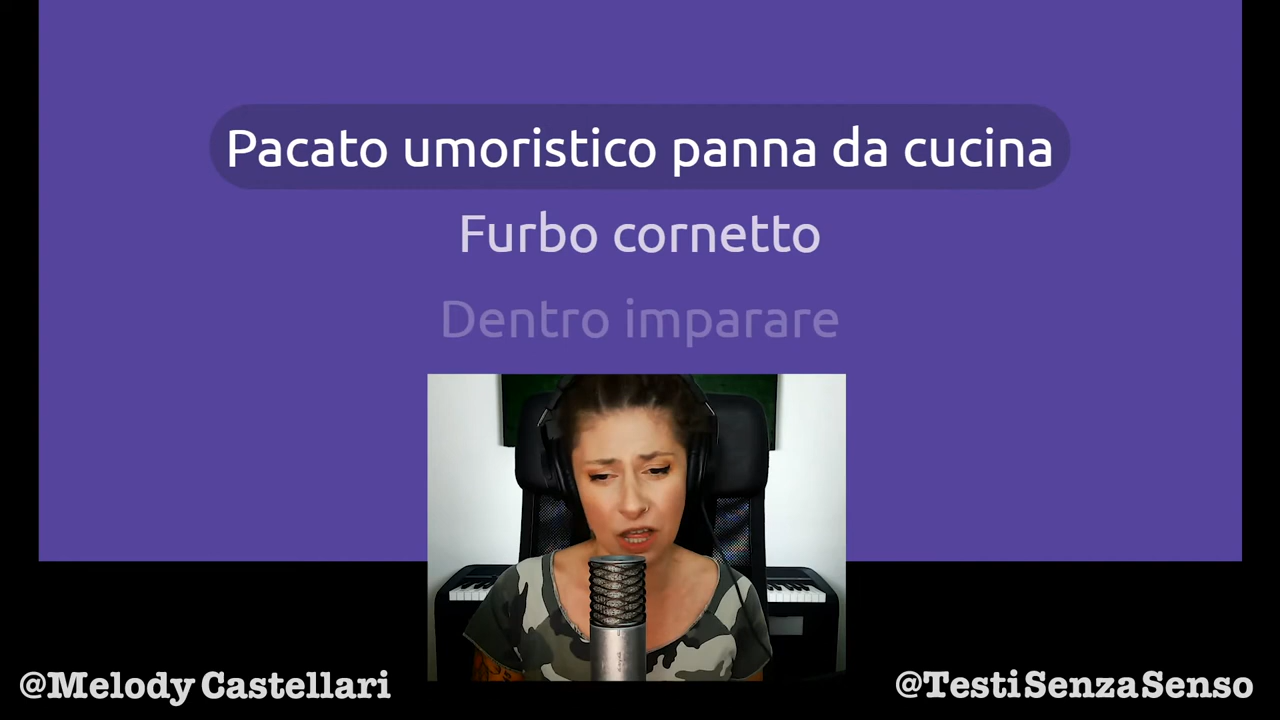 Pacato umoristico panna da cucina
Furbo cornetto
Dentro imparare
@Melody Castellari
@TestiSenzaSenso